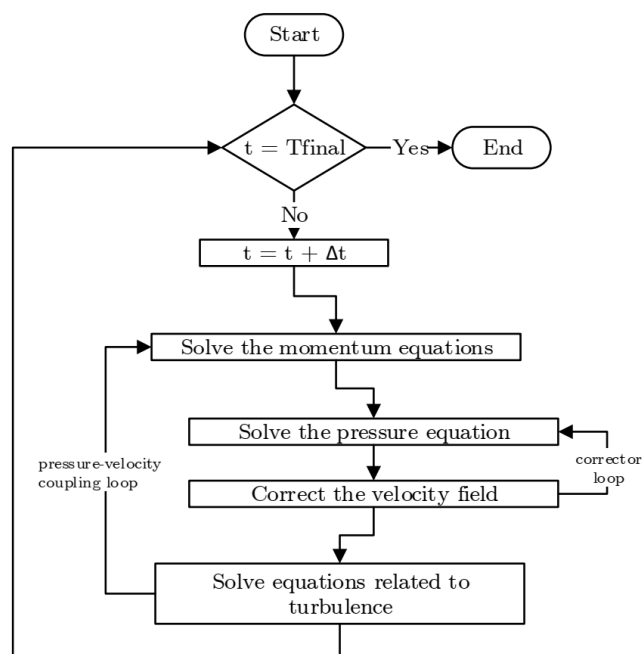 Start
t = Tfinal
Yes
End
No
t = t + Δt
Solve the momentum equations
Solve the pressure equation
pressure-velocity
coupling loop
corrector
loop
Correct the velocity field
Solve equations related to
turbulence